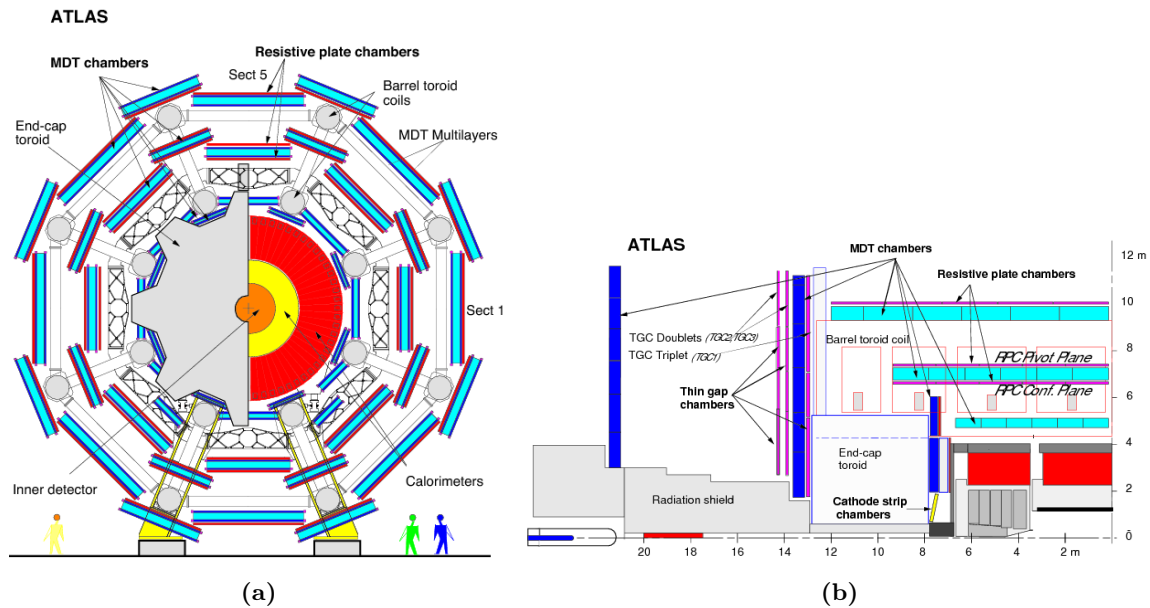 ATLAS
Resistive plate chambers
MDT chambers
Sect 5
Barrel toroid
coils
End-cap
toroid
MDT Multilayers
Sect 1
Inner detector
Calorimeters
(a)
ATLAS
MDT chambers
12 m
Resistive plate chambers
10
TGC Doublets (TGC2,TGC3)
TGC Triplet (TGC1)
Barrel toroid coil
RPC Pivot Plane
8
Thin gap
chambers
RPC Conf. Plane
6
End-cap
toroid
4
Radiation shield
Cathode strip
chambers
2
0
20 18 16 14 12 10 8 6 4 2 m
(b)